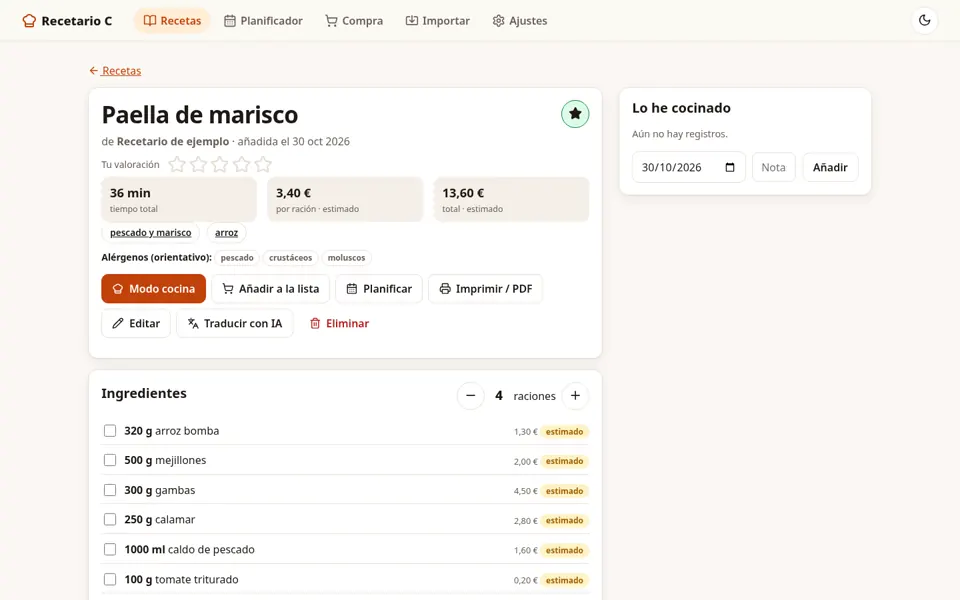 Recetario C
Recetas
Planificador
Compra
Importar
Ajustes
← Recetas
Paella de marisco
de Recetario de ejemplo · añadida el 30 oct 2026
Tu valoración
36 min
tiempo total
3,40 €
por ración · estimado
13,60 €
total · estimado
pescado y marisco
arroz
Alérgenos (orientativo): pescado crustáceos moluscos
Modo cocina
Añadir a la lista
Planificar
Imprimir / PDF
Editar
Traducir con IA
Eliminar
Lo he cocinado
Aún no hay registros.
30/10/2026
Nota
Añadir
Ingredientes
− 4 raciones +
320 g arroz bomba 1,30 € estimado
500 g mejillones 2,00 € estimado
300 g gambas 4,50 € estimado
250 g calamar 2,80 € estimado
1000 ml caldo de pescado 1,60 € estimado
100 g tomate triturado 0,20 € estimado